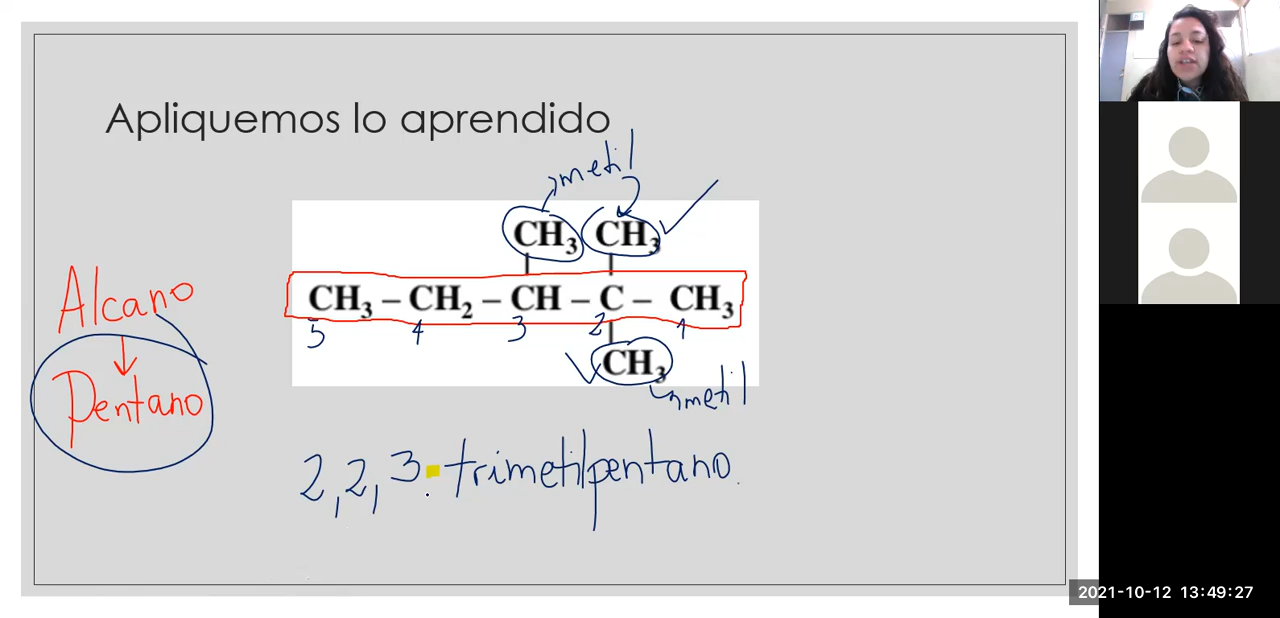 Apliquemos lo aprendido
metil
CH₃ CH₃
CH₃ – CH₂ – CH – C – CH₃
5 4 3 2 1
CH₃
metil
Alcano
Pentano
2,2,3-trimetilpentano.
2021-10-12 13:49:27